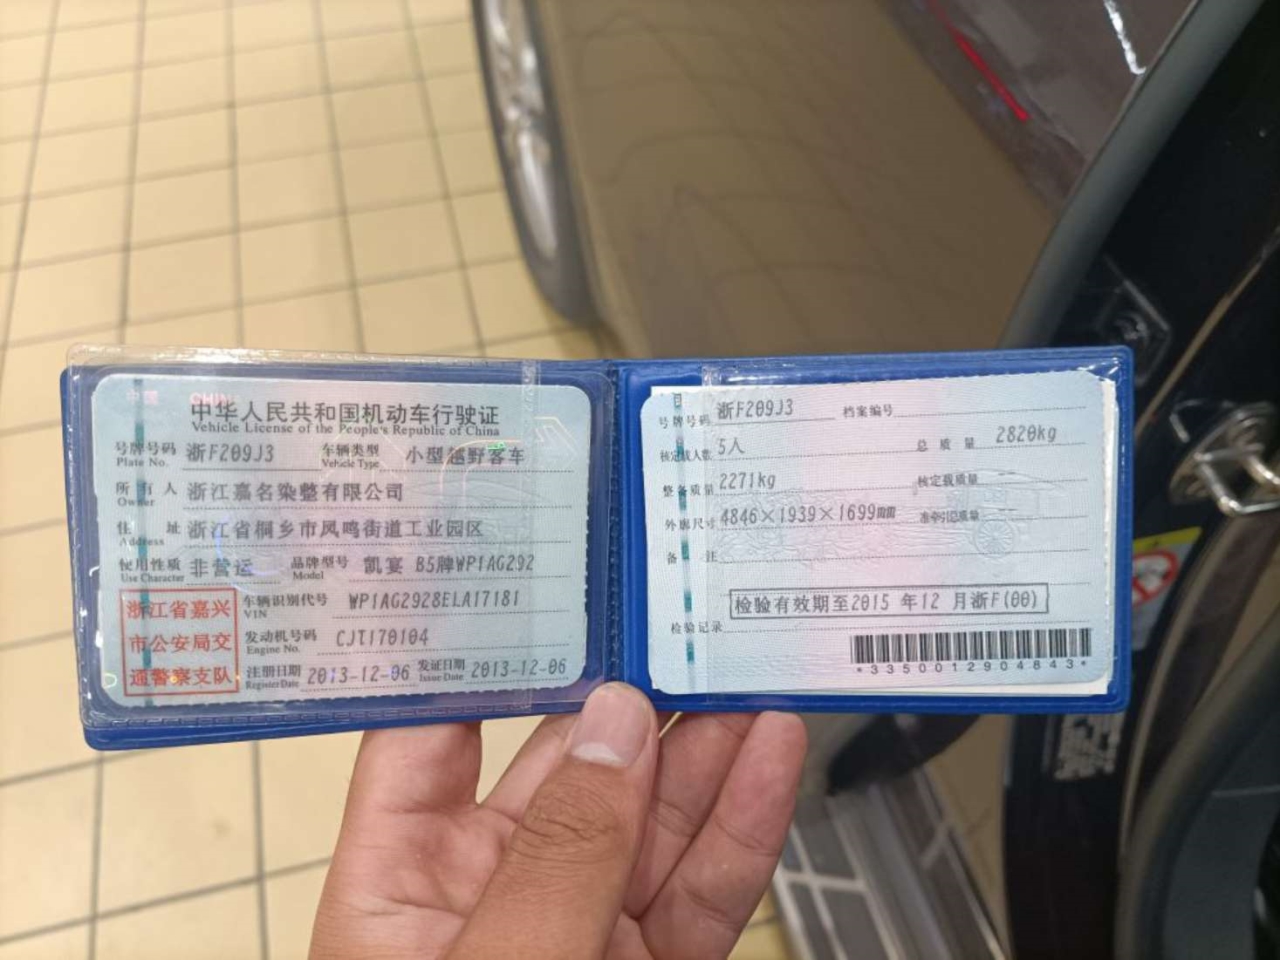 中华人民共和国机动车行驶证
Vehicle License of the People's Republic of China
号牌号码 浙F209J3 车辆类型 小型越野客车
Plate No. Vehicle Type
所有人 浙江嘉名染整有限公司
Owner
住址 浙江省桐乡市凤鸣街道工业园区
Address
使用性质 非营运 品牌型号 凯宴 B5牌WP1AG292
Use Character Model
浙江省嘉兴
市公安局交
通警察支队
车辆识别代号 WP1AG2928ELA17181
VIN
发动机号码 CJT170104
Engine No.
注册日期 2013-12-06 发证日期 2013-12-06
Register Date Issue Date
号牌号码 浙F209J3 档案编号
核定载人数 5人 总质量 2820kg
整备质量 2271kg 核定载质量
外廓尺寸 4846×1939×1699mm 准牵引总质量
备注
检验有效期至2015 年12 月浙F(00)
检验记录
*3350012904843*